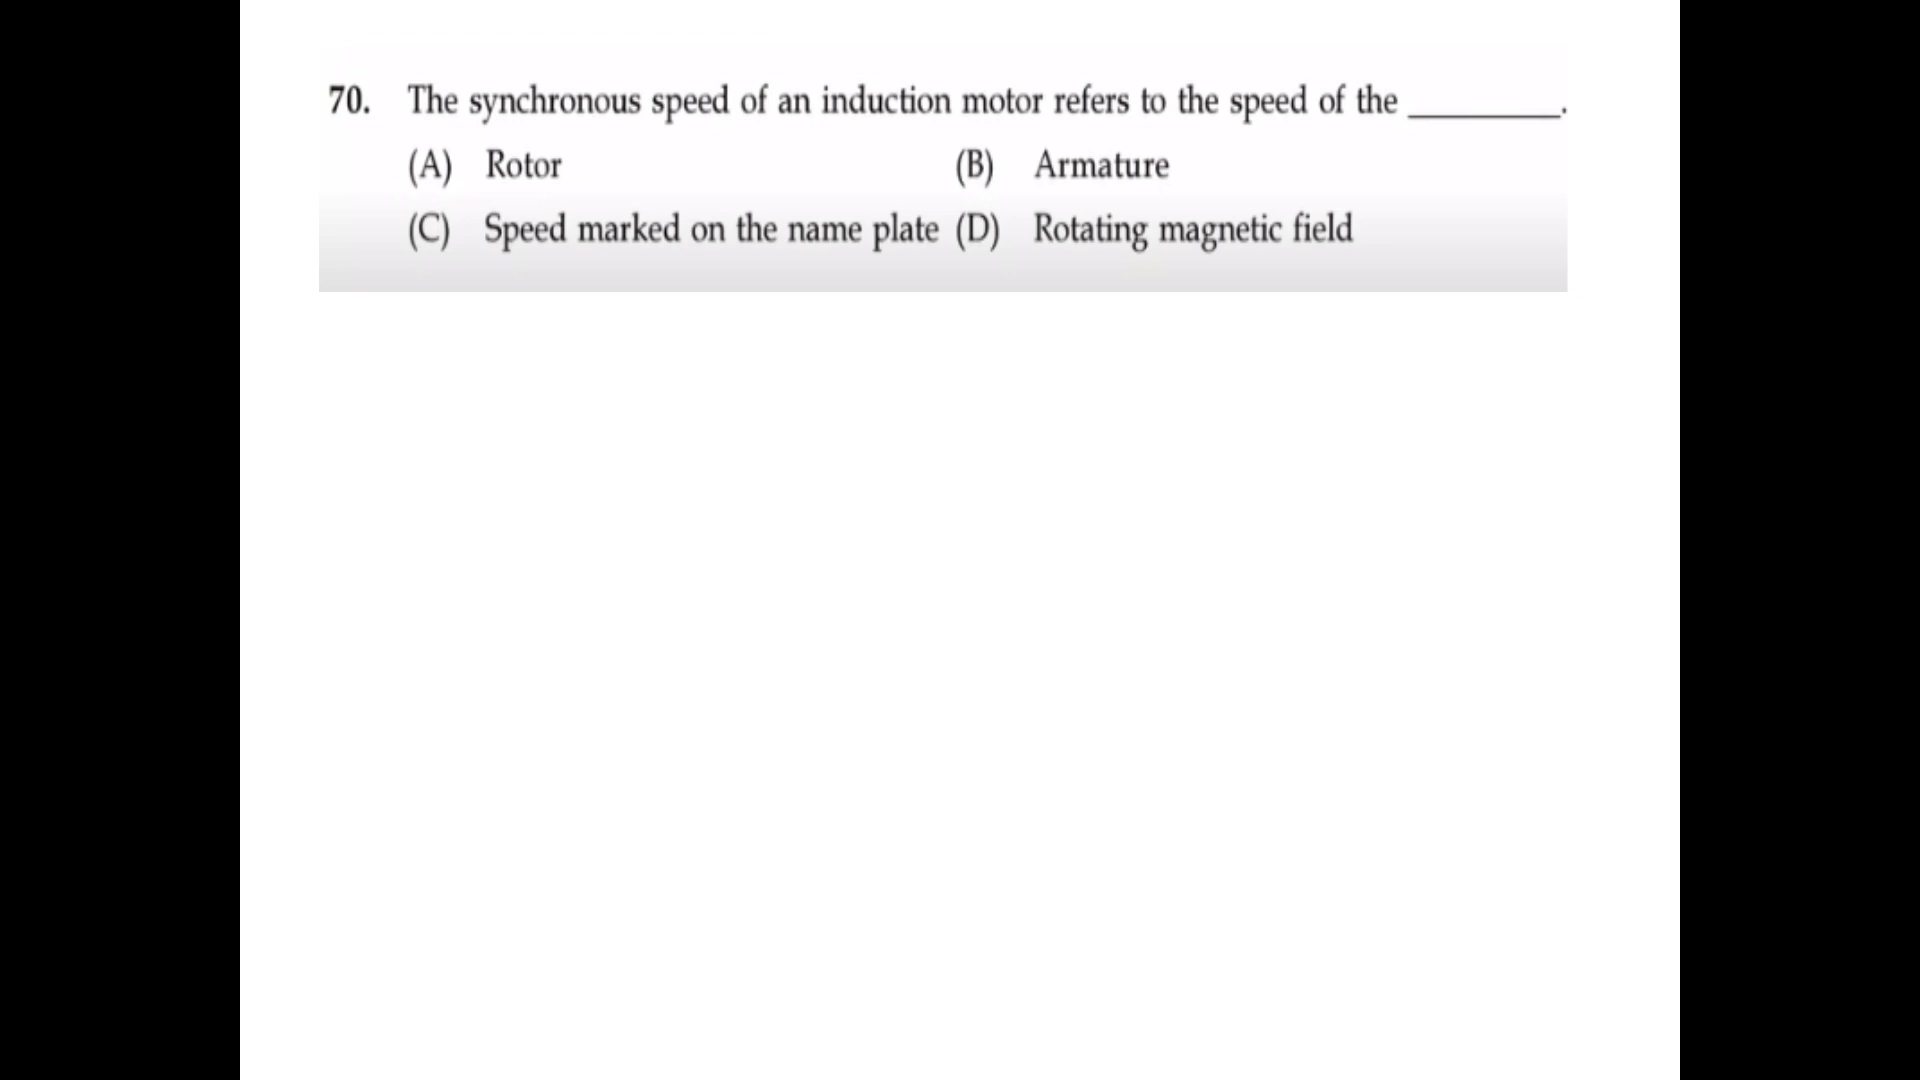 70. The synchronous speed of an induction motor refers to the speed of the ________.
(A) Rotor (B) Armature
(C) Speed marked on the name plate (D) Rotating magnetic field